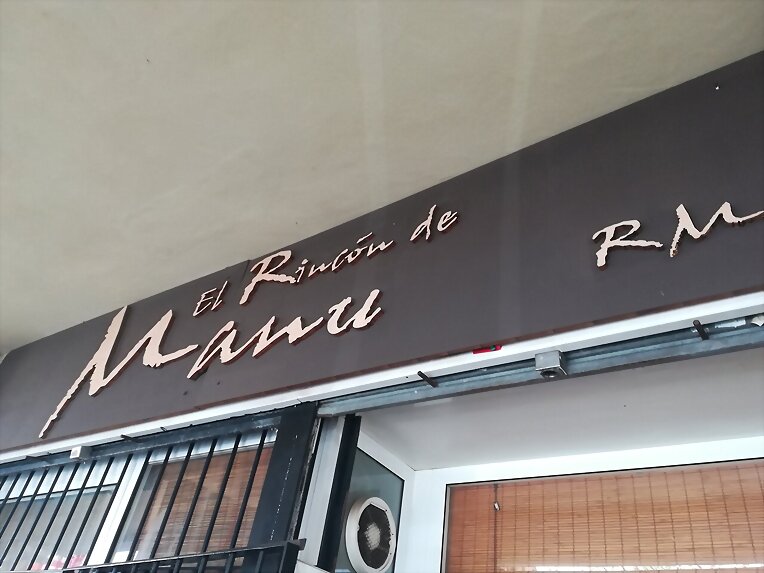 El Rincón de
Manu
RM